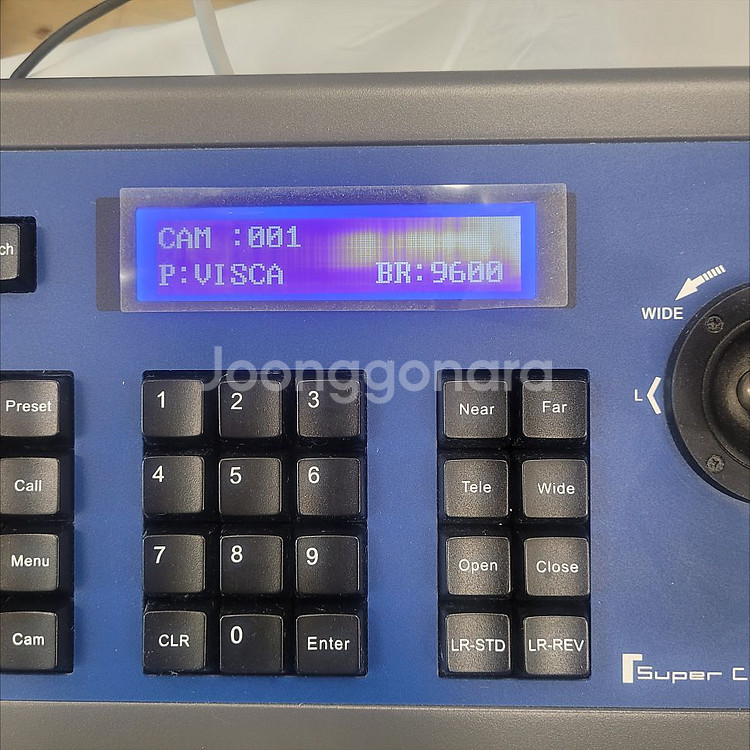 CAM :001
P:VISCA BR:9600
WIDE
L
Joonggonara
Preset
1 2 3
Near Far
Call
4 5 6
Tele Wide
Menu
7 8 9
Open Close
Cam
CLR 0 Enter
LR-STD LR-REV
Super C